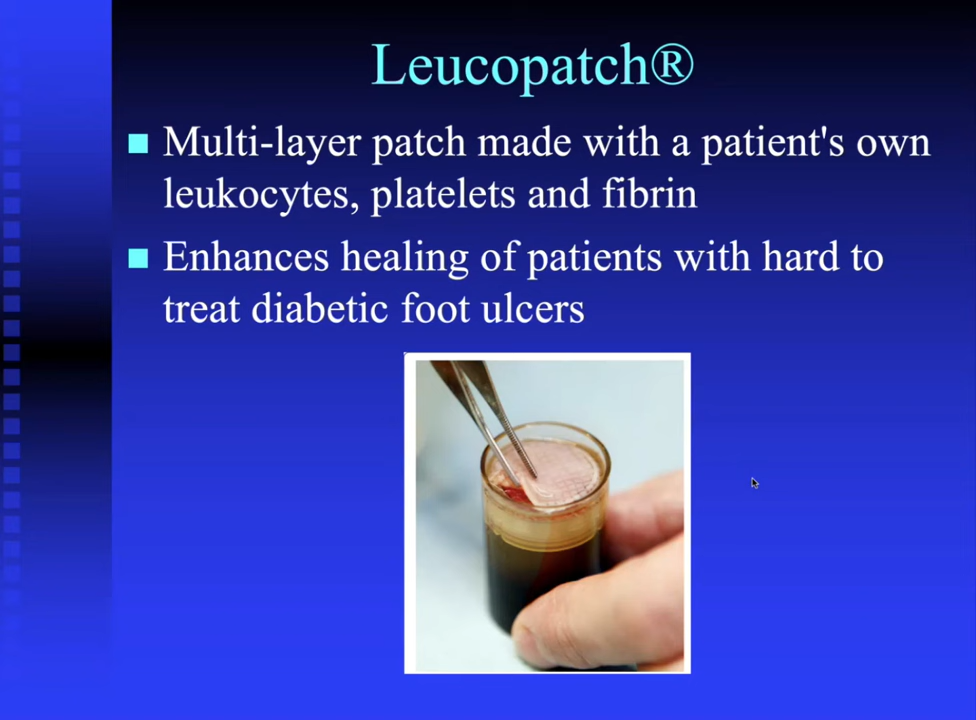 Leucopatch®
Multi-layer patch made with a patient's own
leukocytes, platelets and fibrin
Enhances healing of patients with hard to
treat diabetic foot ulcers